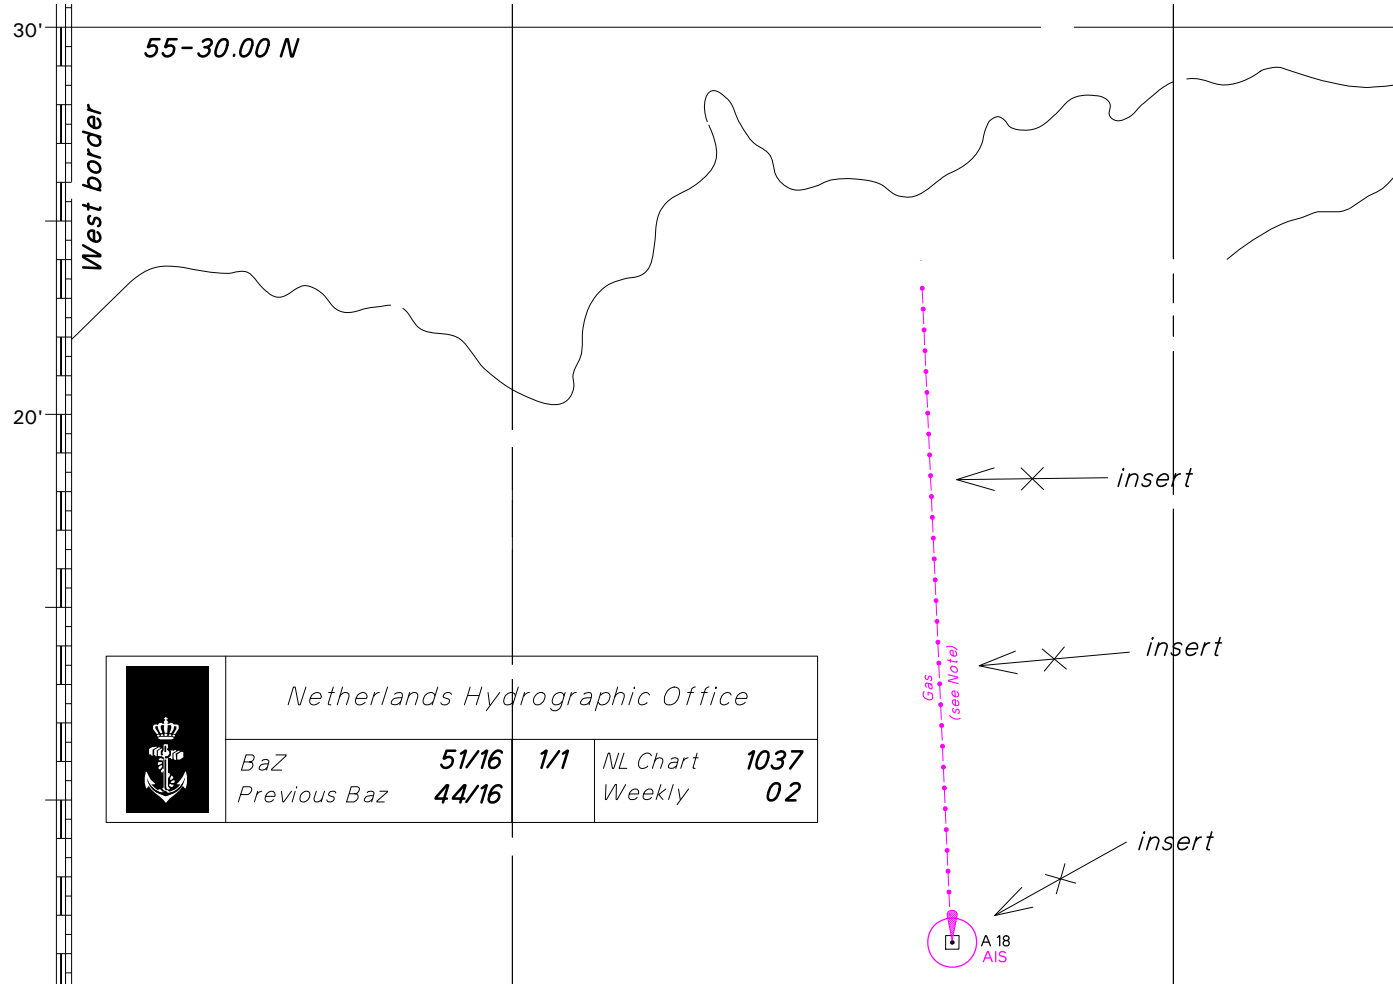 30'
55-30.00 N
West border
20'
insert
insert
Gas
(see Note)
Netherlands Hydrographic Office
BaZ 51/16 1/1 NL Chart 1037
Previous Baz 44/16 Weekly 02
insert
A 18
AIS